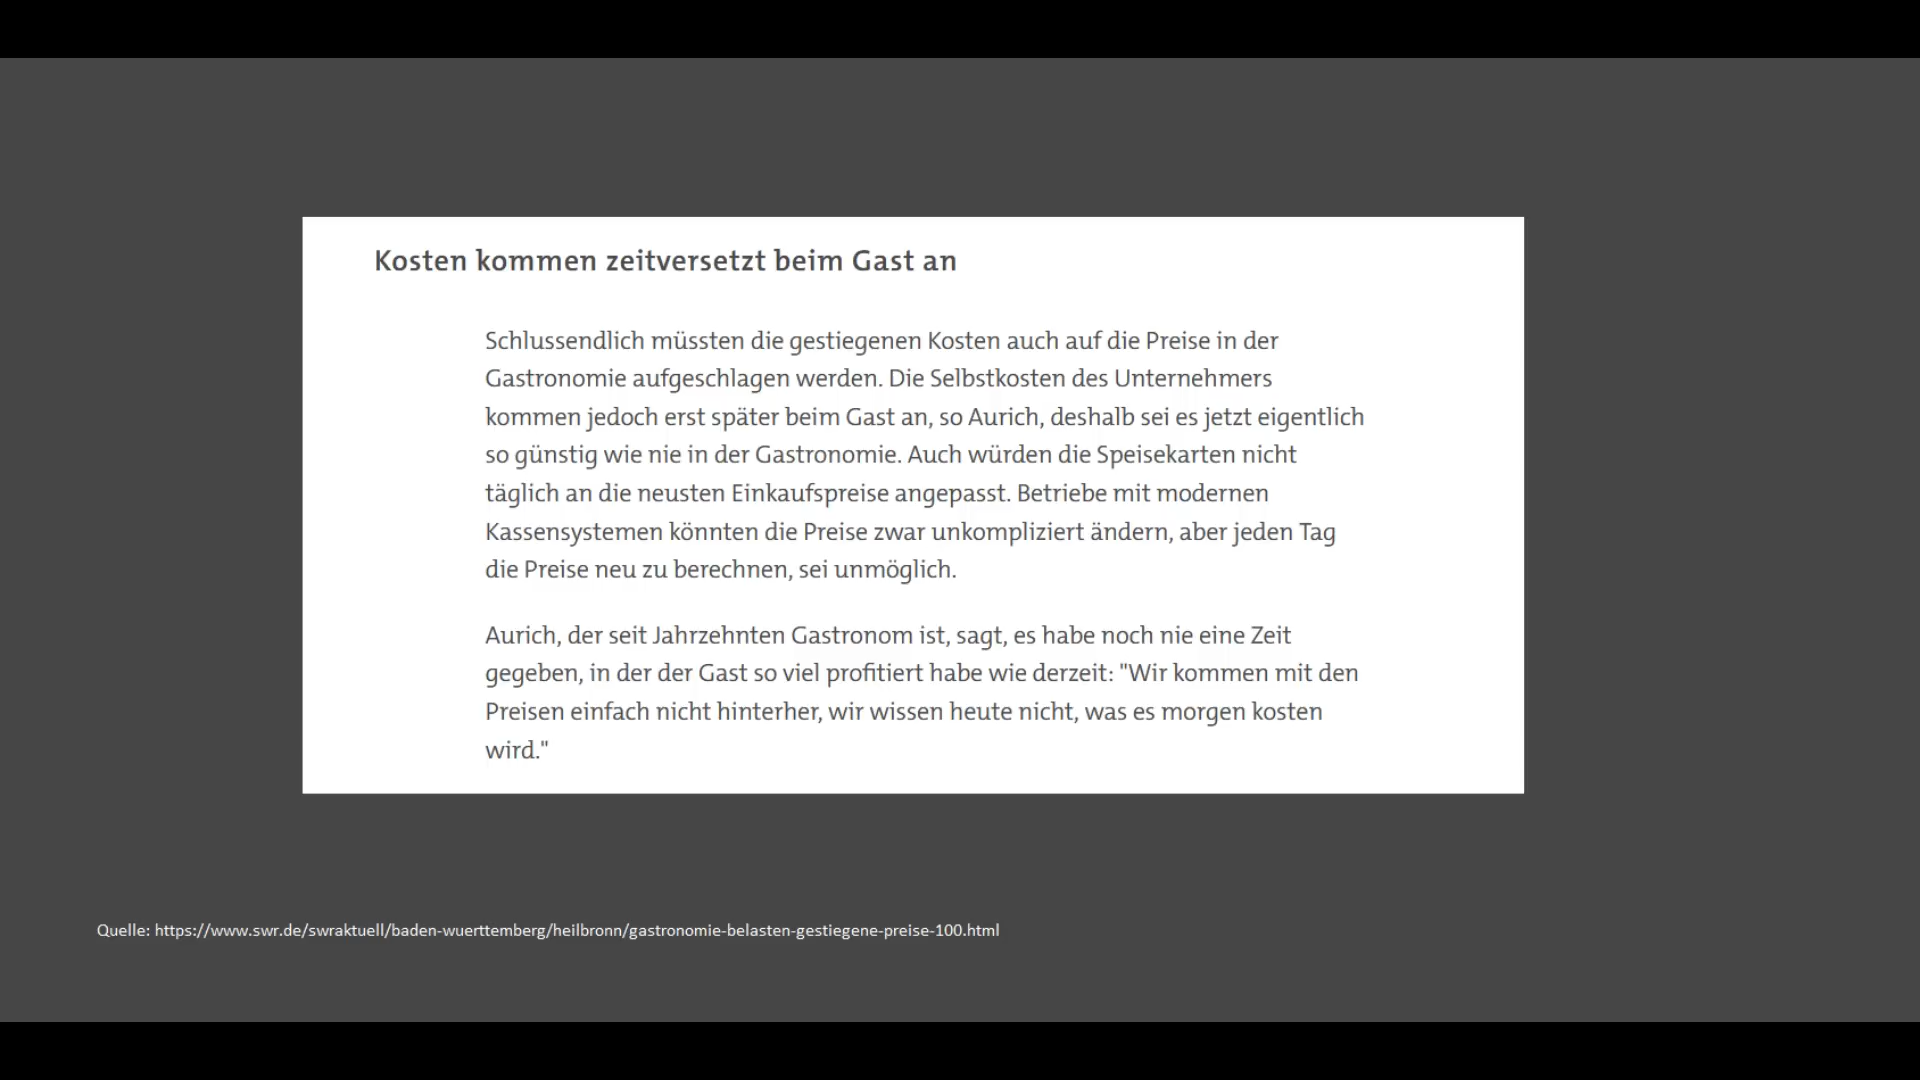 Kosten kommen zeitversetzt beim Gast an
Schlussendlich müssten die gestiegenen Kosten auch auf die Preise in der
Gastronomie aufgeschlagen werden. Die Selbstkosten des Unternehmers
kommen jedoch erst später beim Gast an, so Aurich, deshalb sei es jetzt eigentlich
so günstig wie nie in der Gastronomie. Auch würden die Speisekarten nicht
täglich an die neusten Einkaufspreise angepasst. Betriebe mit modernen
Kassensystemen könnten die Preise zwar unkompliziert ändern, aber jeden Tag
die Preise neu zu berechnen, sei unmöglich.
Aurich, der seit Jahrzehnten Gastronom ist, sagt, es habe noch nie eine Zeit
gegeben, in der der Gast so viel profitiert habe wie derzeit: "Wir kommen mit den
Preisen einfach nicht hinterher, wir wissen heute nicht, was es morgen kosten
wird."
Quelle: https://www.swr.de/swraktuell/baden-wuerttemberg/heilbronn/gastronomie-belasten-gestiegene-preise-100.html